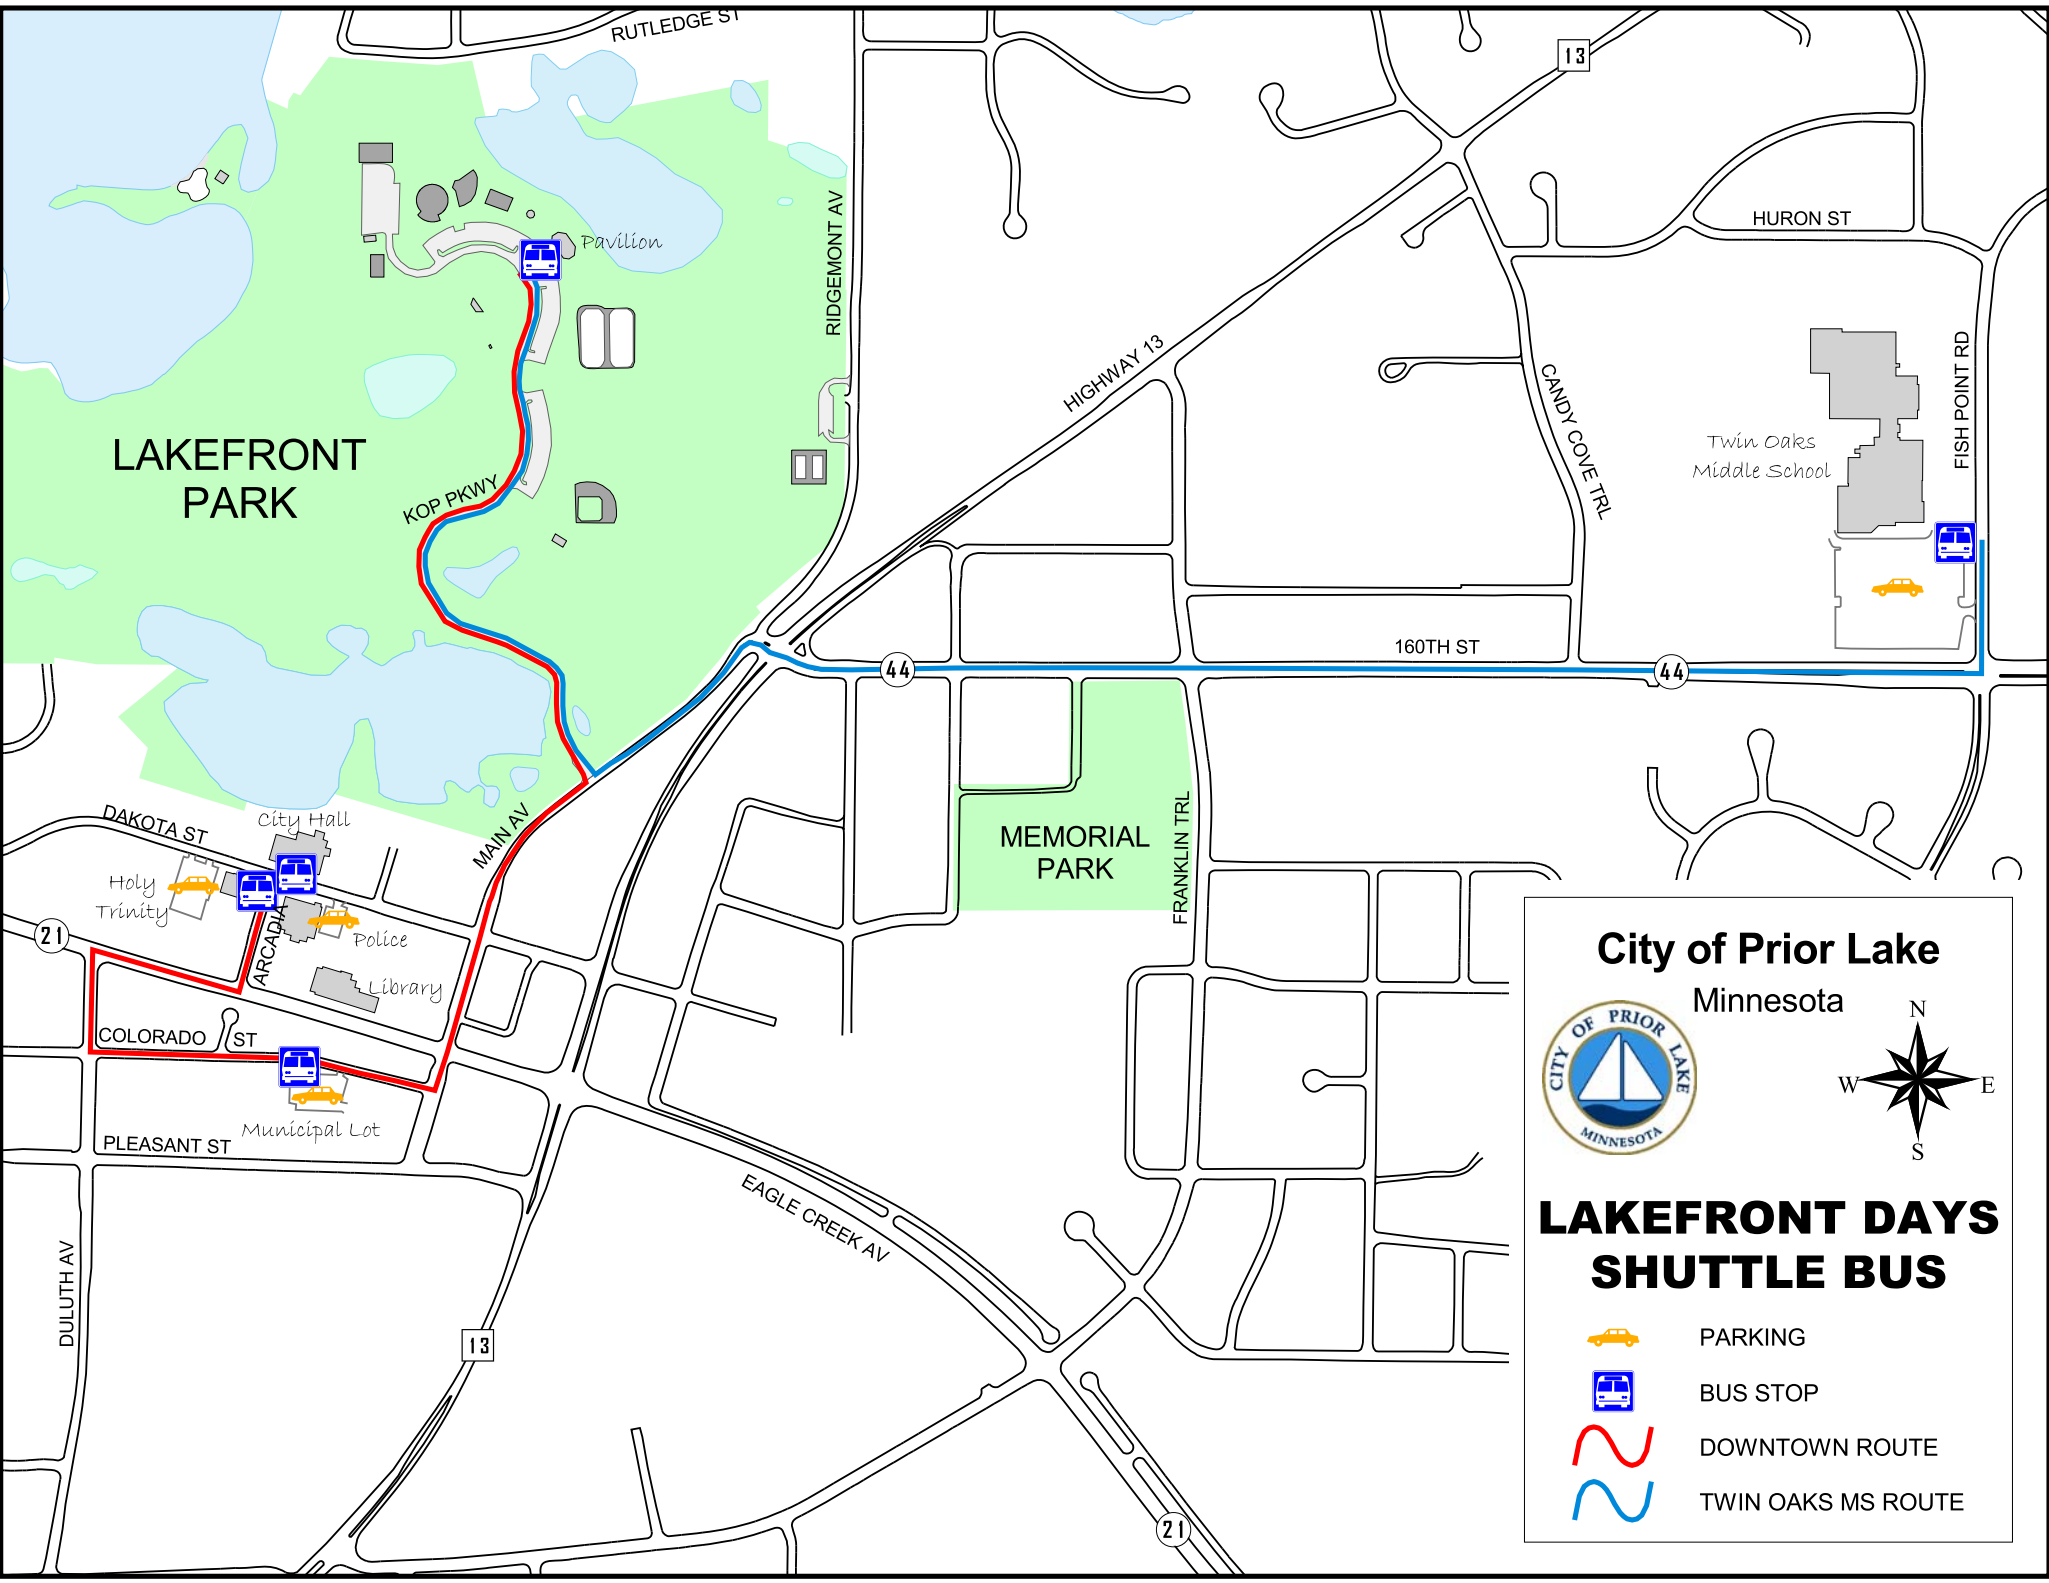 RUTLEDGE ST
13
Pavilion
RIDGEMONT AV
HURON ST
HIGHWAY 13
CANDY COVE TRL
FISH POINT RD
Twin Oaks
Middle School
LAKEFRONT
PARK
KOP PKWY
160TH ST
44
44
MAIN AV
DAKOTA ST
City Hall
Holy
Trinity
21
ARCADIA
Police
Library
COLORADO ST
Municipal Lot
PLEASANT ST
DULUTH AV
MEMORIAL
PARK
FRANKLIN TRL
EAGLE CREEK AV
13
21
City of Prior Lake
Minnesota
CITY OF PRIOR LAKE
MINNESOTA
N
W
E
S
LAKEFRONT DAYS
SHUTTLE BUS
PARKING
BUS STOP
DOWNTOWN ROUTE
TWIN OAKS MS ROUTE